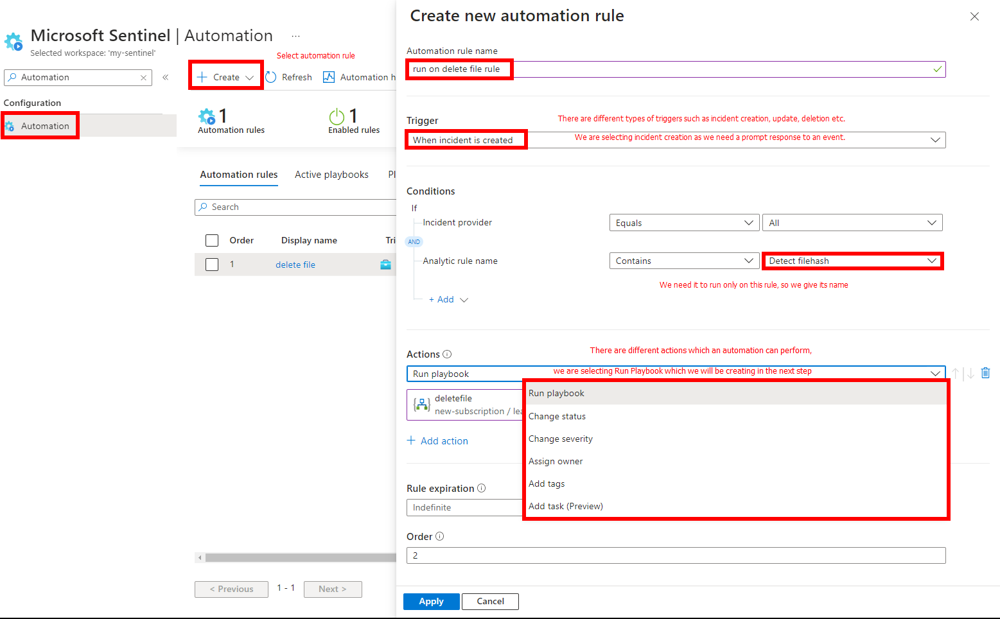 Microsoft Sentinel | Automation ...
Selected workspace: 'my-sentinel'
Automation
Configuration
Automation
Select automation rule
Create
Refresh
Automation h
1
Automation rules
1
Enabled rules
Automation rules
Active playbooks
Pl
Search
Order
Display name
Tri
1
delete file
< Previous
1 - 1
Next >
Create new automation rule
Automation rule name
run on delete file rule
Trigger
There are different types of triggers such as incident creation, update, deletion etc.
When incident is created
We are selecting incident creation as we need a prompt response to an event.
Conditions
If
Incident provider
Equals
All
AND
Analytic rule name
Contains
Detect filehash
We need it to run only on this rule, so we give its name
+ Add
Actions
There are different actions which an automation can perform,
Run playbook
we are selecting Run Playbook which we will be creating in the next step
deletefile
new-subscription / lea
Run playbook
Change status
Change severity
Assign owner
Add tags
Add task (Preview)
+ Add action
Rule expiration
Indefinite
Order
2
Apply
Cancel